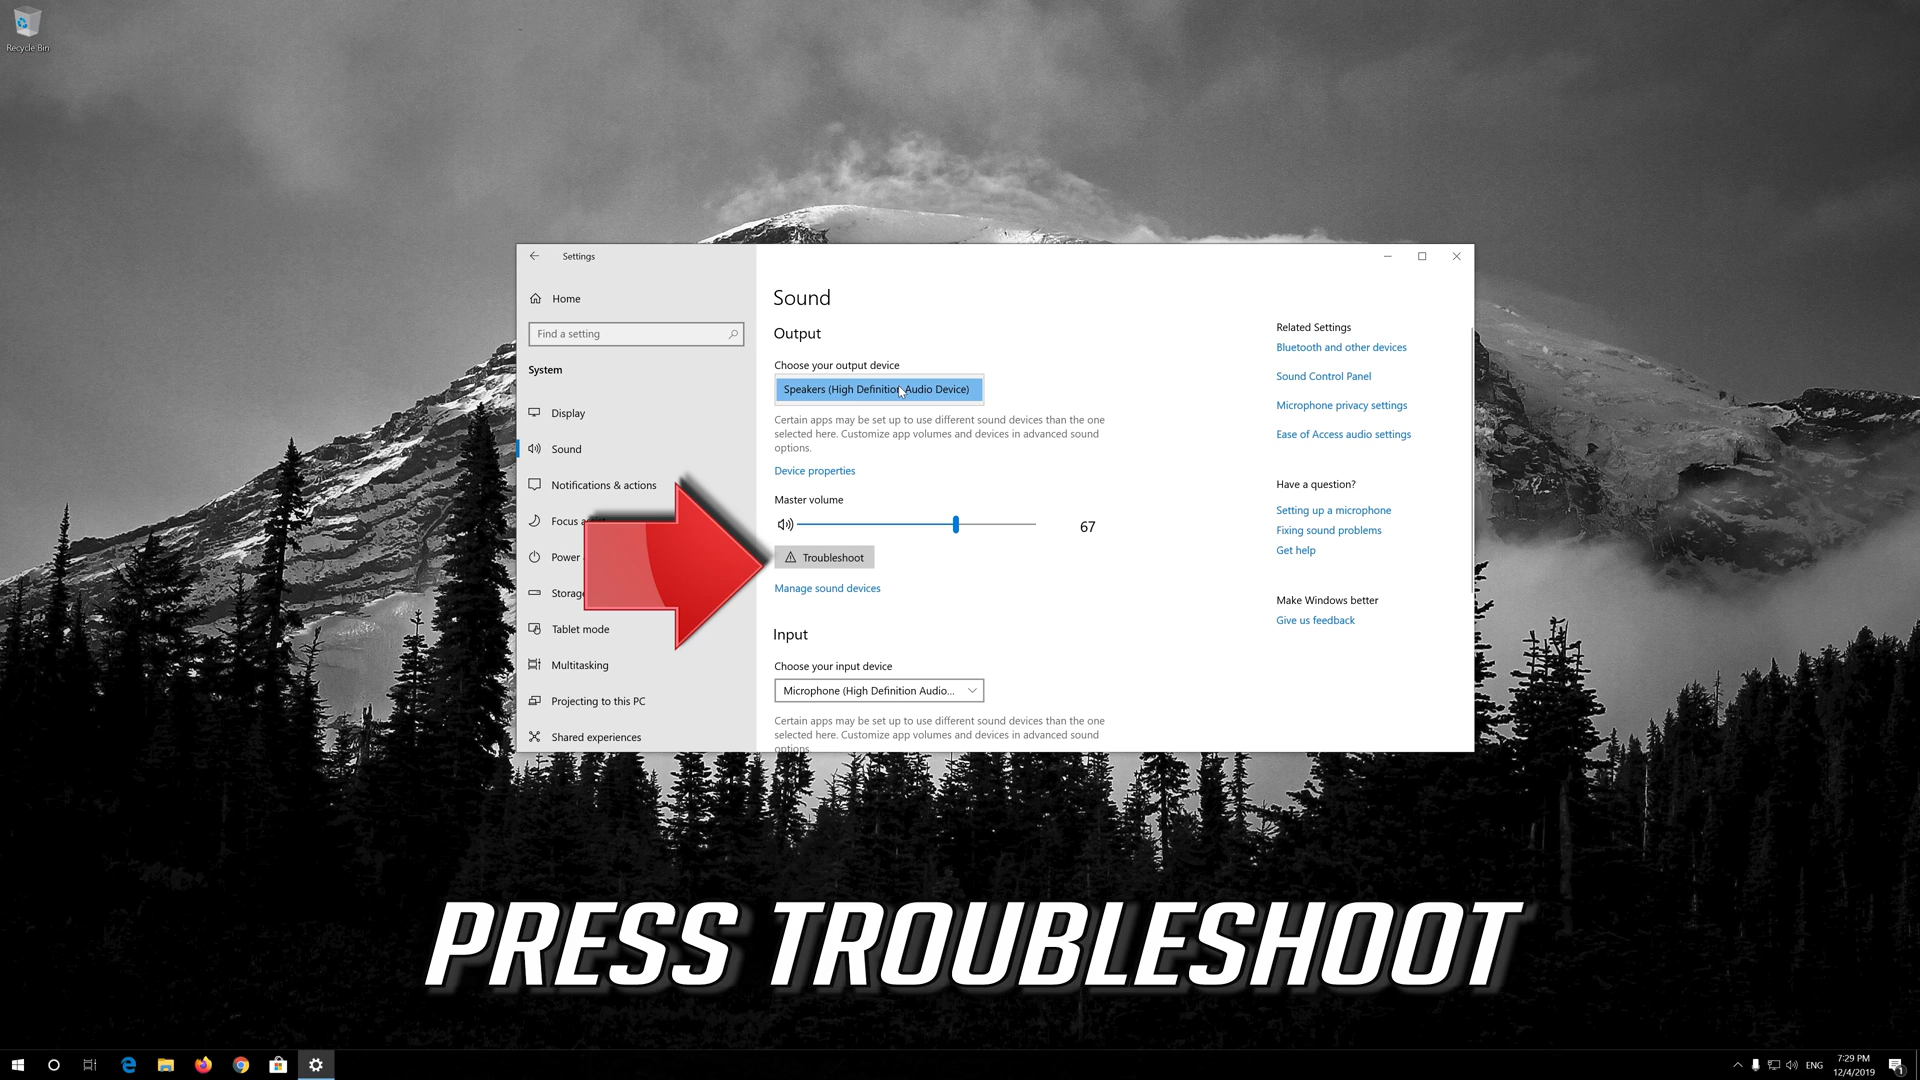 Recycle Bin
Settings
Home
Find a setting
System
Display
Sound
Notifications & actions
Focus a
Power
Storage
Tablet mode
Multitasking
Projecting to this PC
Shared experiences
Sound
Output
Choose your output device
Speakers (High Definition Audio Device)
Certain apps may be set up to use different sound devices than the one
selected here. Customize app volumes and devices in advanced sound
options.
Device properties
Master volume
67
Troubleshoot
Manage sound devices
Input
Choose your input device
Microphone (High Definition Audio...
Certain apps may be set up to use different sound devices than the one
selected here. Customize app volumes and devices in advanced sound
options.
Related Settings
Bluetooth and other devices
Sound Control Panel
Microphone privacy settings
Ease of Access audio settings
Have a question?
Setting up a microphone
Fixing sound problems
Get help
Make Windows better
Give us feedback
PRESS TROUBLESHOOT
ENG
7:29 PM
12/4/2019
1